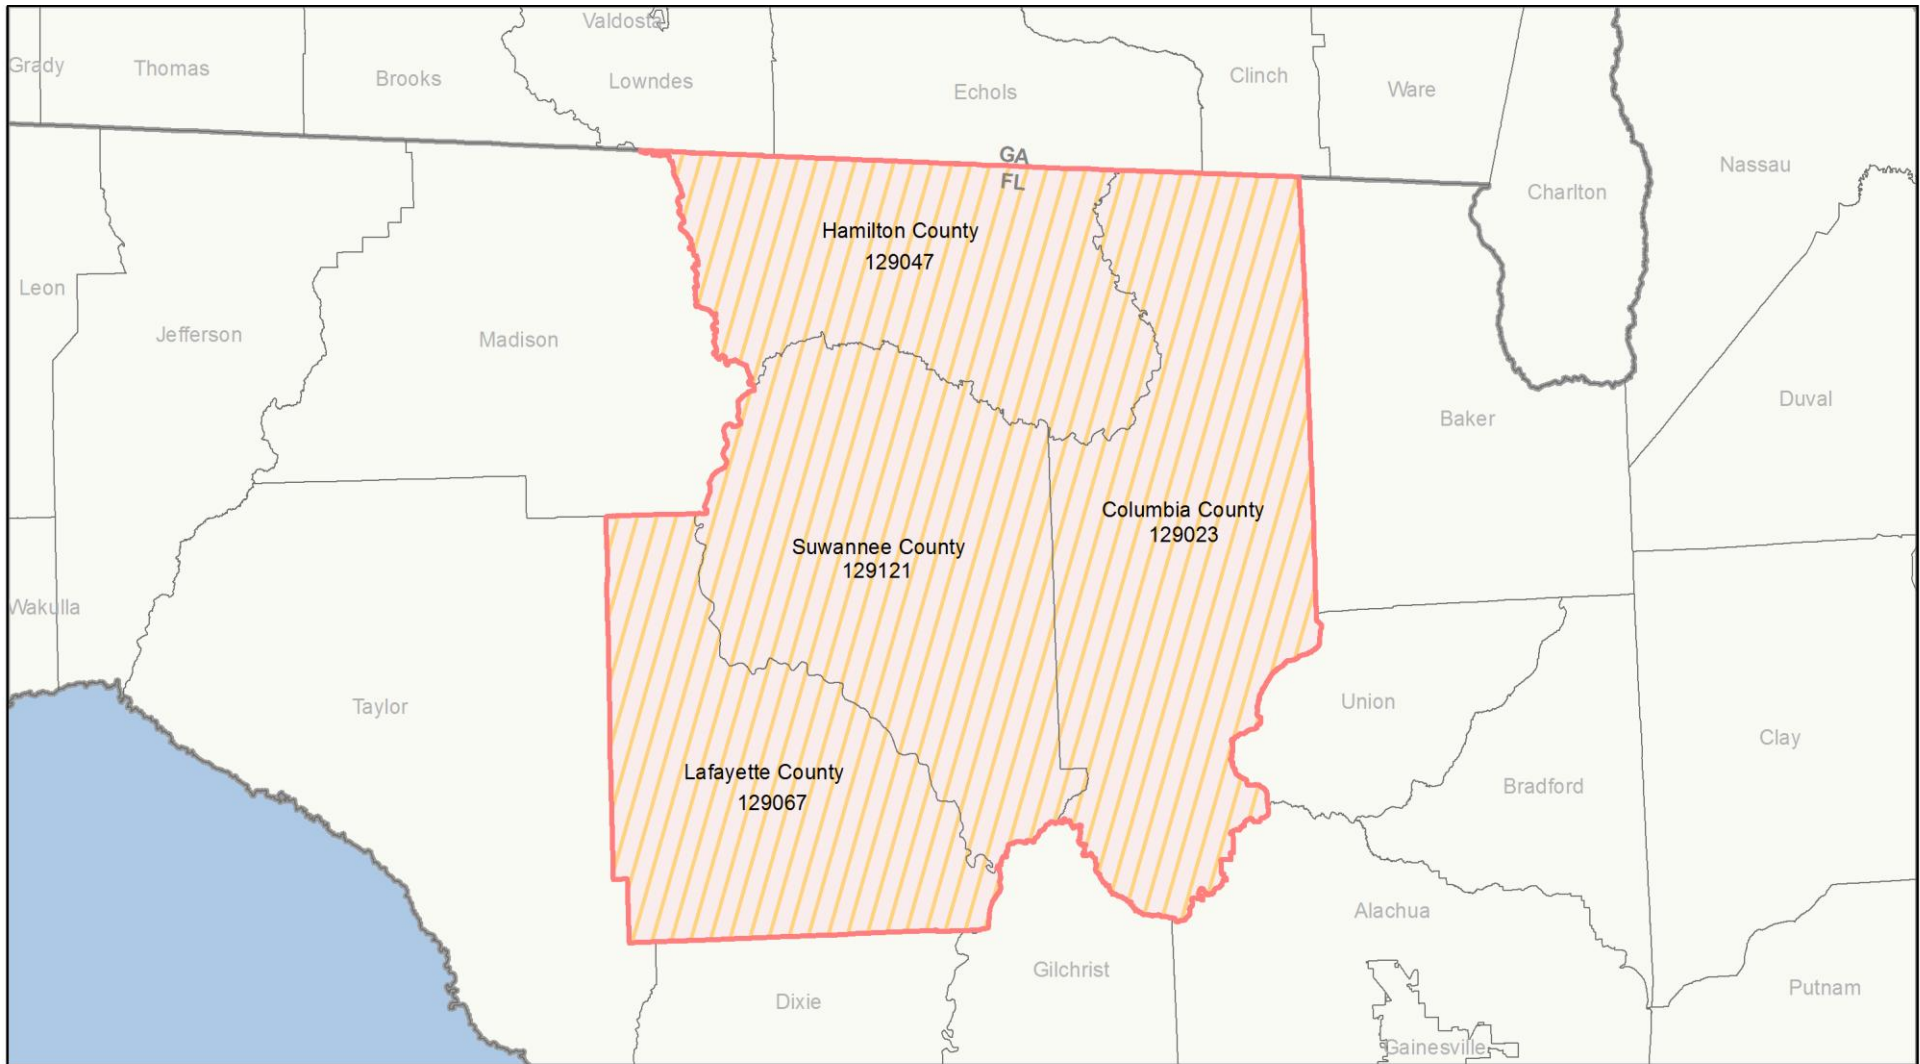 Valdosta
Grady
Thomas
Brooks
Lowndes
Echols
Clinch
Ware
GA
FL
Nassau
Charlton
Hamilton County
129047
Leon
Jefferson
Madison
Duval
Baker
Columbia County
129023
Suwannee County
129121
Wakulla
Taylor
Union
Clay
Lafayette County
129067
Bradford
Alachua
Gilchrist
Dixie
Putnam
Gainesville